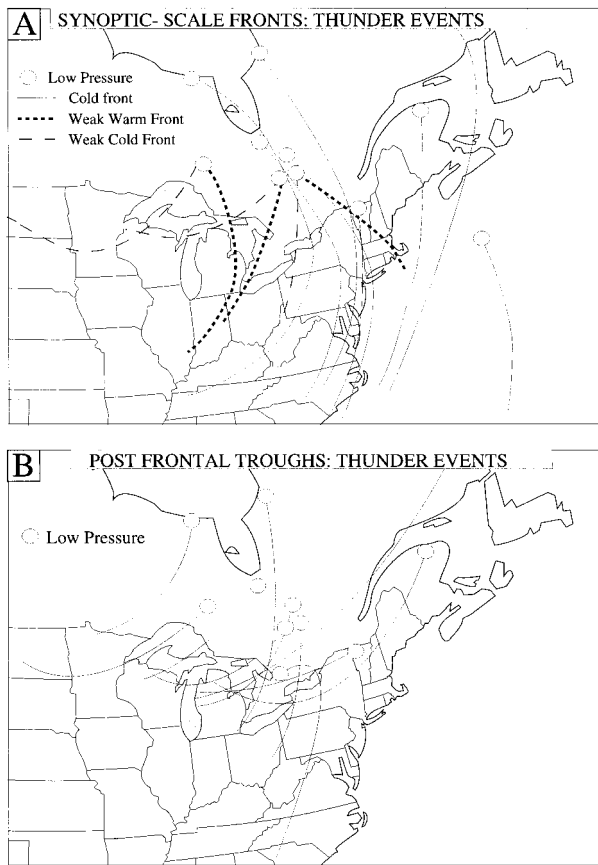 A SYNOPTIC- SCALE FRONTS: THUNDER EVENTS
Low Pressure
Cold front
Weak Warm Front
Weak Cold Front
B POST FRONTAL TROUGHS: THUNDER EVENTS
Low Pressure